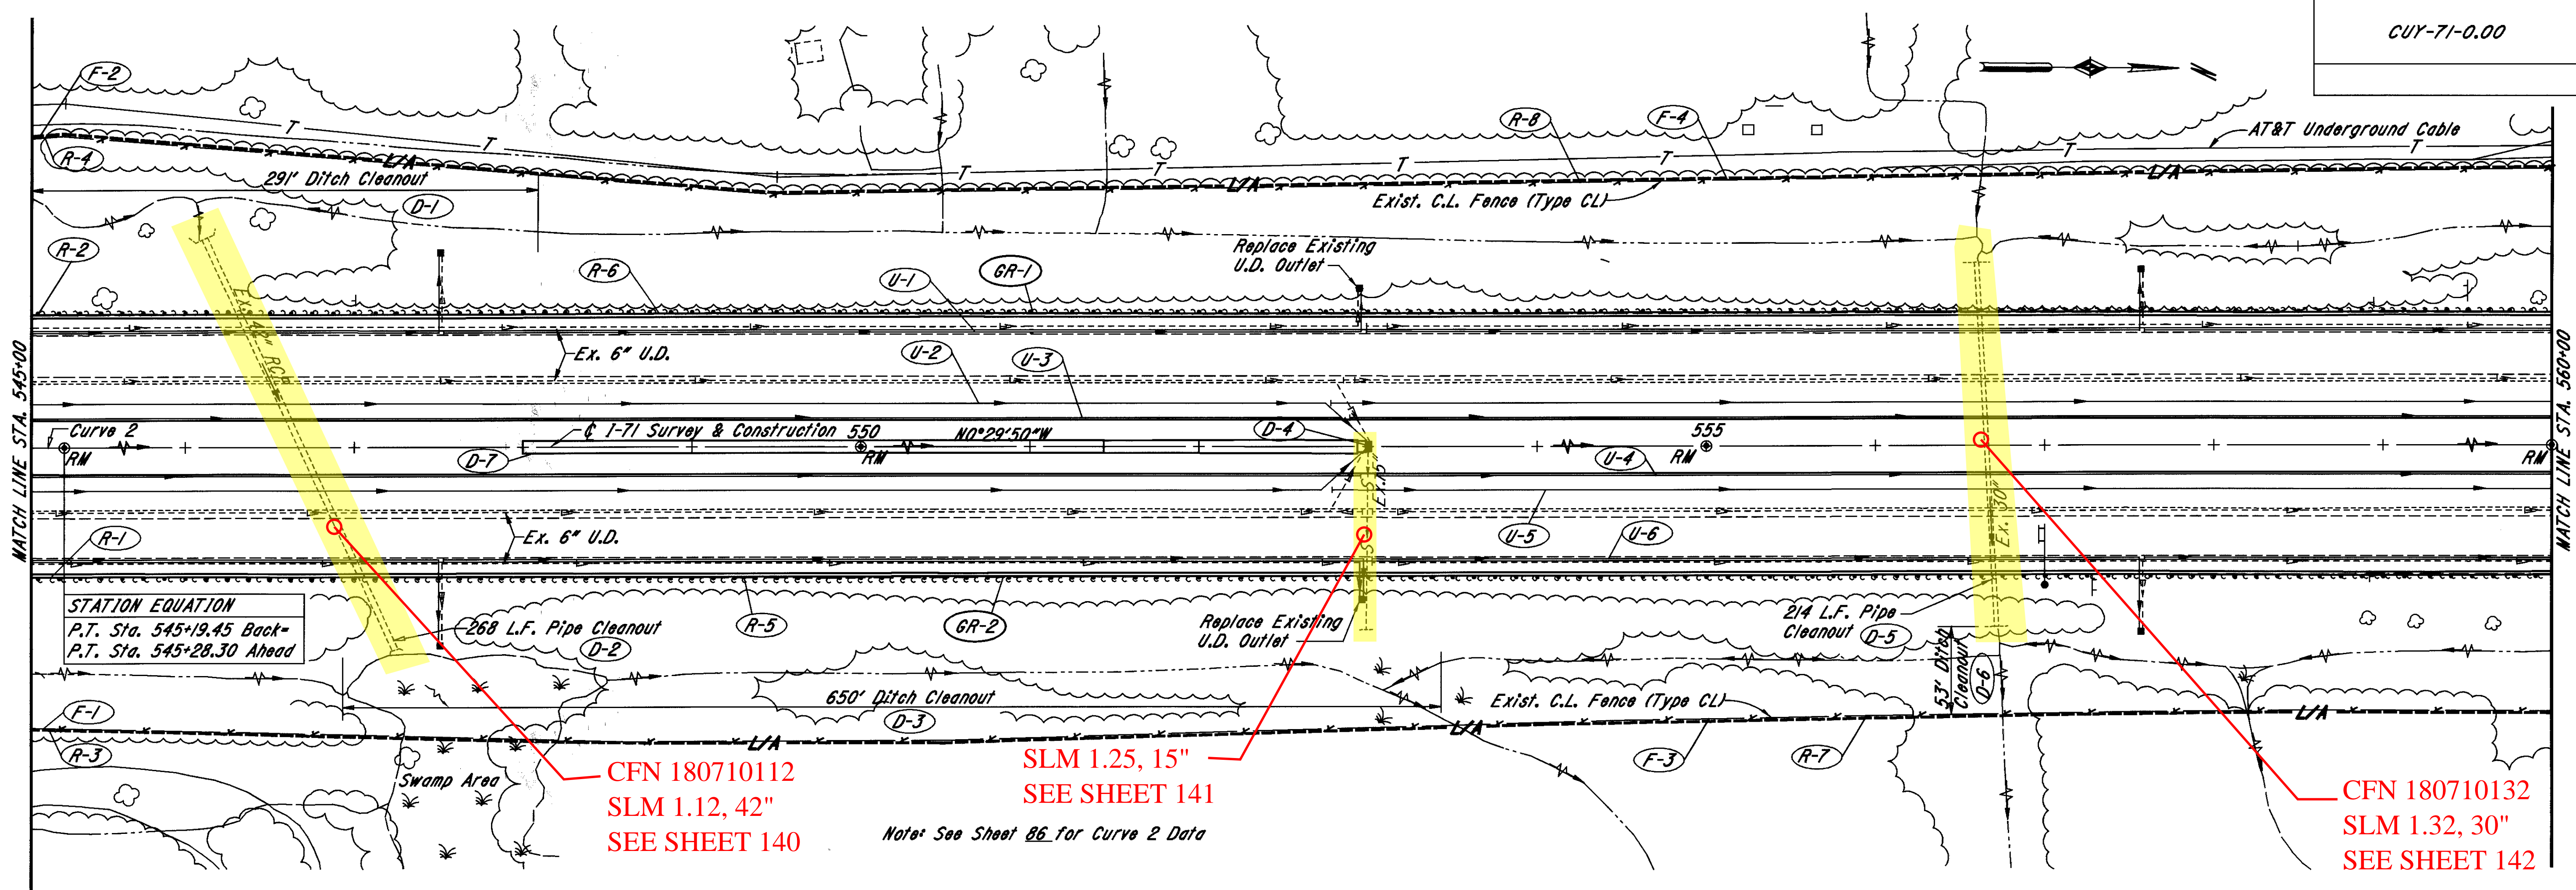 CUY-71-0.00
F-2
T
T
R-8
F-4
AT&T Underground Cable
R-4
L/A
T
T
T
T
T
T
291' Ditch Cleanout
L/A
L/A
D-1
Exist. C.L. Fence (Type CL)
R-2
Replace Existing
U.D. Outlet
R-6
GR-1
U-1
Ex. 42" RCP
Ex. 6" U.D.
U-2
U-3
MATCH LINE STA. 545+00
MATCH LINE STA. 560+00
Curve 2
RM
℄ I-71 Survey & Construction
550
N0°29'50"W
D-4
555
D-7
RM
U-4
RM
RM
Ex. 15"
S
S
Ex. 30"
R-1
Ex. 6" U.D.
U-5
U-6
STATION EQUATION
P.T. Sta. 545+19.45 Back=
P.T. Sta. 545+28.30 Ahead
268 L.F. Pipe Cleanout
D-2
R-5
GR-2
Replace Existing
U.D. Outlet
214 L.F. Pipe
Cleanout
D-5
53' Ditch
Cleanout
D-6
650' Ditch Cleanout
D-3
Exist. C.L. Fence (Type CL)
F-1
R-3
L/A
L/A
L/A
F-3
R-7
Swamp Area
CFN 180710112
SLM 1.12, 42"
SEE SHEET 140
SLM 1.25, 15"
SEE SHEET 141
Note: See Sheet 86 for Curve 2 Data
CFN 180710132
SLM 1.32, 30"
SEE SHEET 142